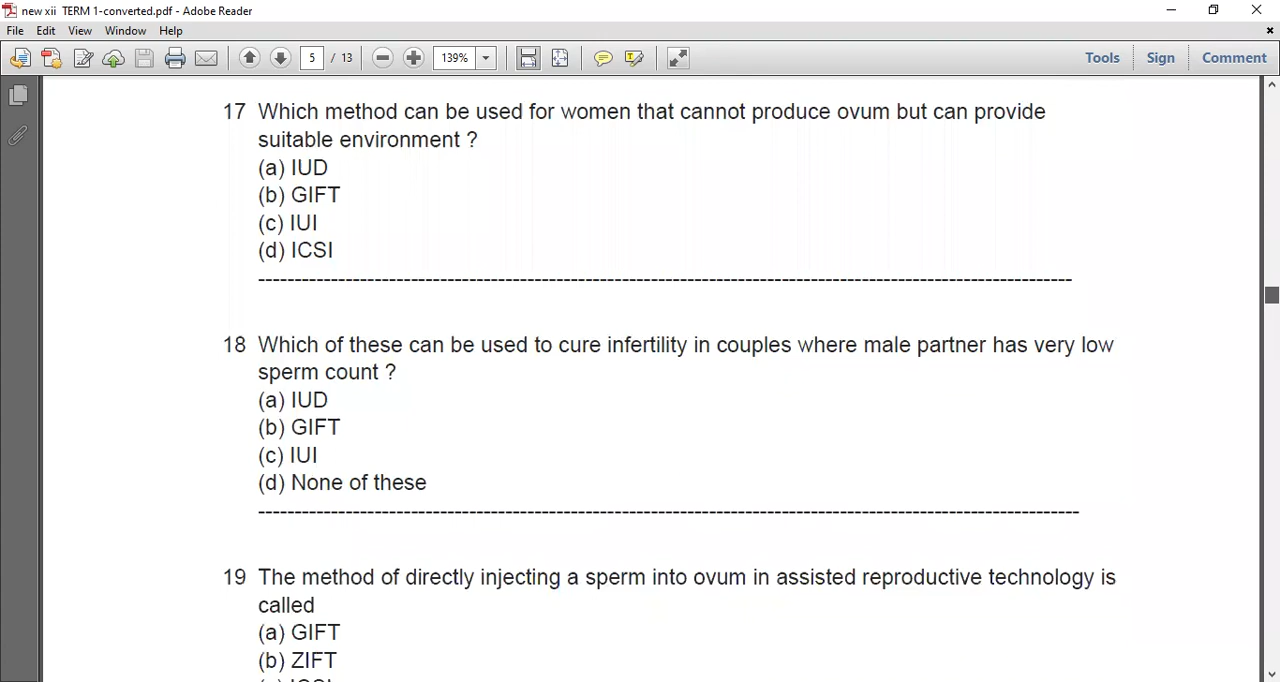 new xii TERM 1-converted.pdf - Adobe Reader
File Edit View Window Help
5 / 13 139% Tools Sign Comment
17 Which method can be used for women that cannot produce ovum but can provide
suitable environment ?
(a) IUD
(b) GIFT
(c) IUI
(d) ICSI
--------------------------------------------------------------------------------------------------------------------
18 Which of these can be used to cure infertility in couples where male partner has very low
sperm count ?
(a) IUD
(b) GIFT
(c) IUI
(d) None of these
---------------------------------------------------------------------------------------------------------------------
19 The method of directly injecting a sperm into ovum in assisted reproductive technology is
called
(a) GIFT
(b) ZIFT